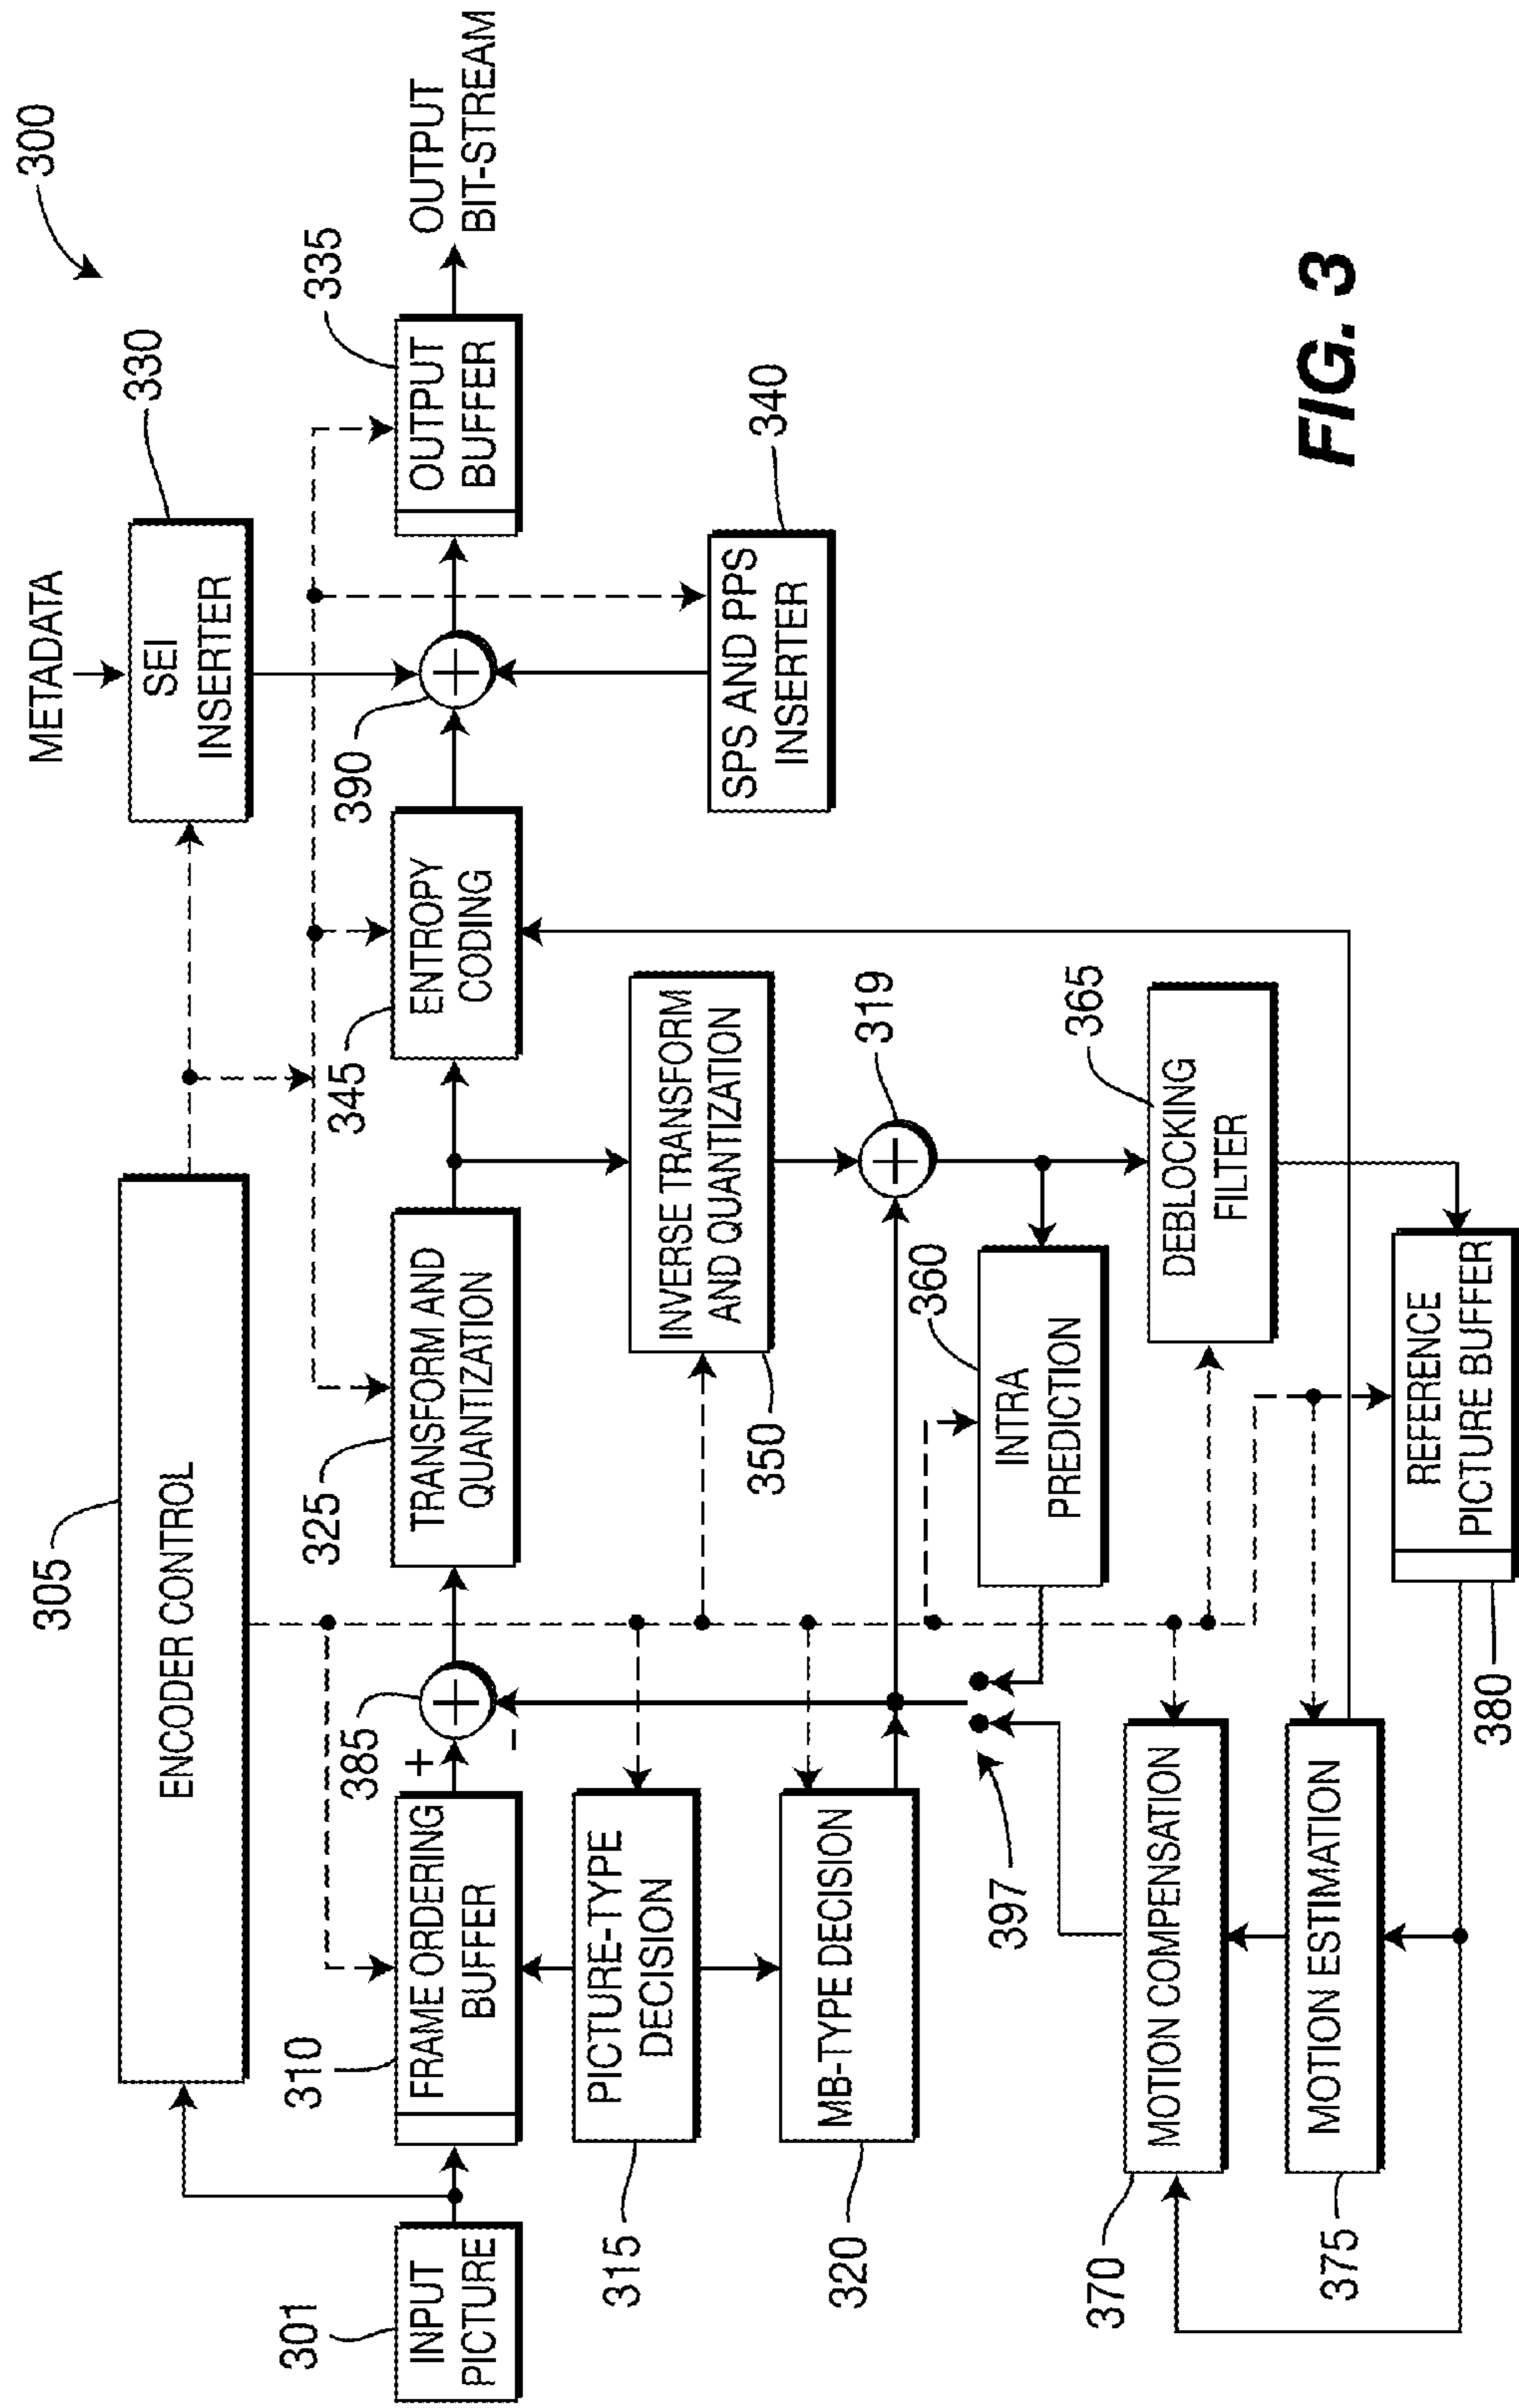 300
METADATA
330
SEI
INSERTER
305
ENCODER CONTROL
335
OUTPUT
BUFFER
OUTPUT
BIT-STREAM
390
340
SPS AND PPS
INSERTER
345
ENTROPY
CODING
325
TRANSFORM AND
QUANTIZATION
385
+
-
310
FRAME ORDERING
BUFFER
301
INPUT
PICTURE
315
PICTURE-TYPE
DECISION
320
MB-TYPE DECISION
INVERSE TRANSFORM
AND QUANTIZATION
350
319
360
INTRA
PREDICTION
365
DEBLOCKING
FILTER
397
370
MOTION COMPENSATION
375
MOTION ESTIMATION
REFERENCE
PICTURE BUFFER
380
FIG. 3